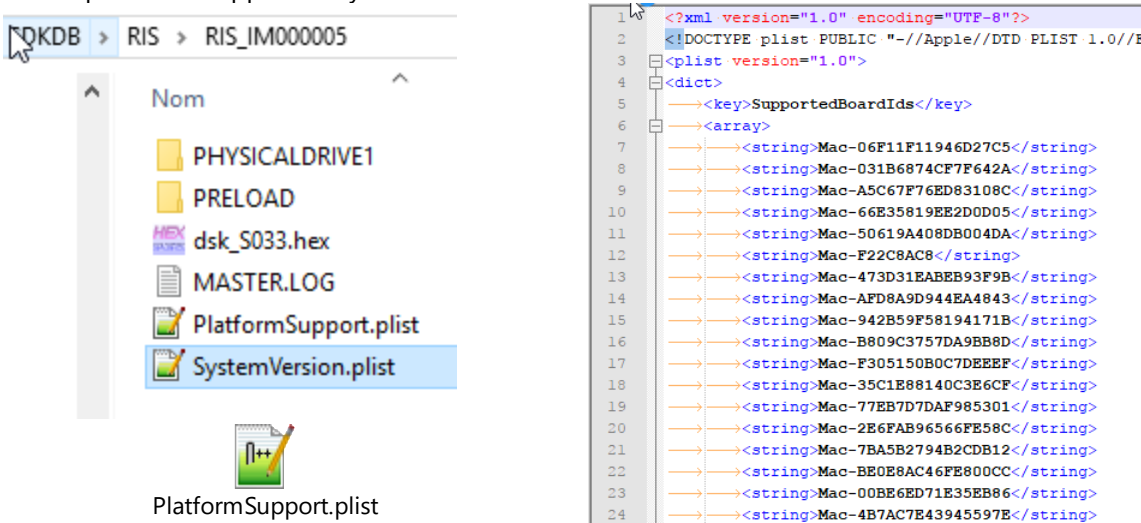 DKDB > RIS > RIS_IM000005
Nom
PHYSICALDRIVE1
PRELOAD
dsk_S033.hex
MASTER.LOG
PlatformSupport.plist
SystemVersion.plist
PlatformSupport.plist
1 <?xml version="1.0" encoding="UTF-8"?>
2 <!DOCTYPE plist PUBLIC "-//Apple//DTD PLIST 1.0//E
3 <plist version="1.0">
4 <dict>
5 <key>SupportedBoardIds</key>
6 <array>
7 <string>Mac-06F11F11946D27C5</string>
8 <string>Mac-031B6874CF7F642A</string>
9 <string>Mac-A5C67F76ED83108C</string>
10 <string>Mac-66E35819EE2D0D05</string>
11 <string>Mac-50619A408DB004DA</string>
12 <string>Mac-F22C8AC8</string>
13 <string>Mac-473D31EABEB93F9B</string>
14 <string>Mac-AFD8A9D944EA4843</string>
15 <string>Mac-942B59F58194171B</string>
16 <string>Mac-B809C3757DA9BB8D</string>
17 <string>Mac-F305150B0C7DEEEF</string>
18 <string>Mac-35C1E88140C3E6CF</string>
19 <string>Mac-77EB7D7DAF985301</string>
20 <string>Mac-2E6FAB96566FE58C</string>
21 <string>Mac-7BA5B2794B2CDB12</string>
22 <string>Mac-BE0E8AC46FE800CC</string>
23 <string>Mac-00BE6ED71E35EB86</string>
24 <string>Mac-4B7AC7E43945597E</string>